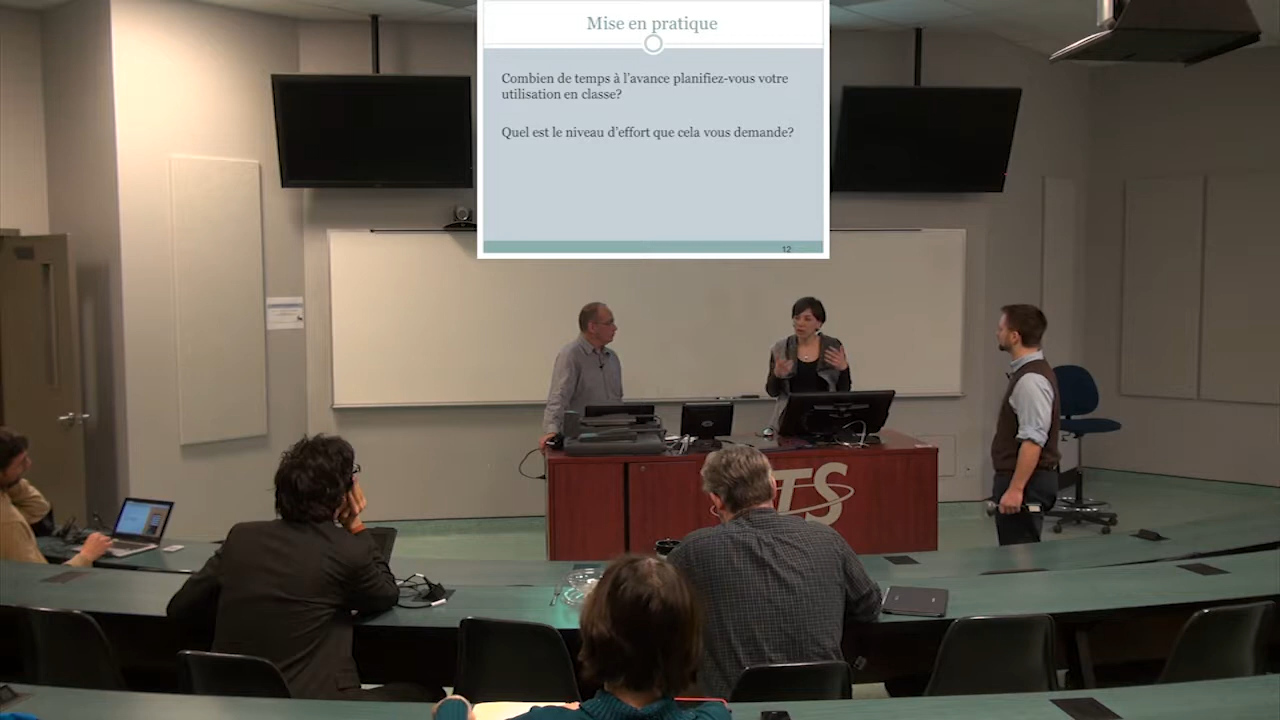 Mise en pratique
Combien de temps à l'avance planifiez-vous votre
utilisation en classe?
Quel est le niveau d'effort que cela vous demande?
12
TS